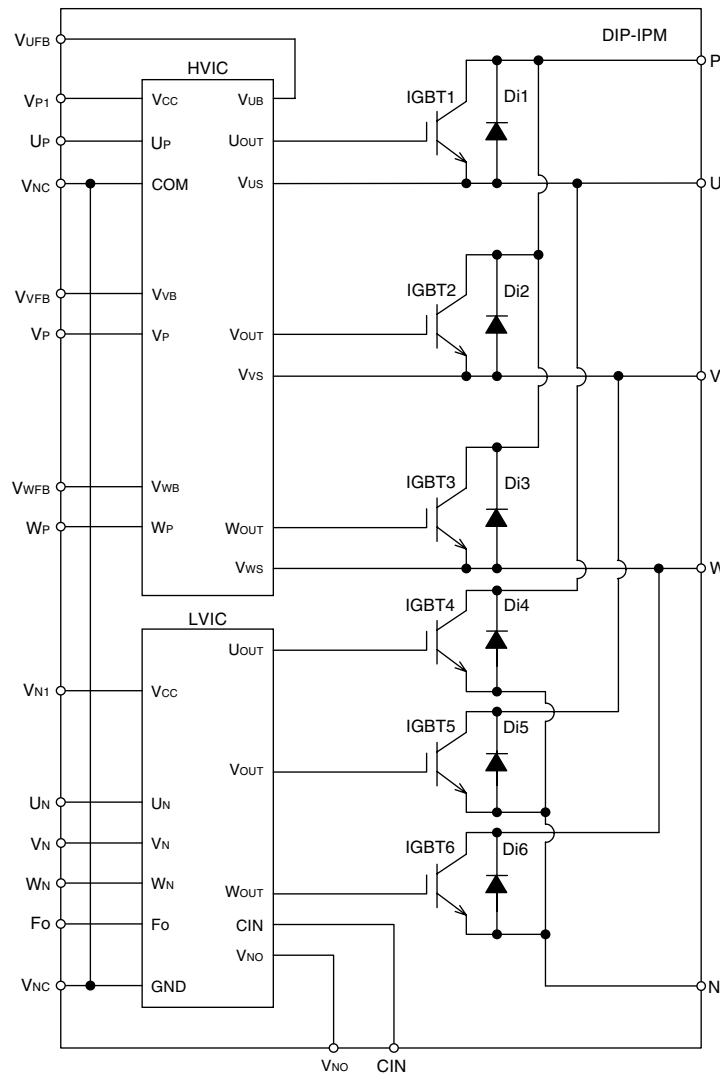 DIP-IPM
VUFB
P
HVIC
IGBT1
Di1
VP1
VCC
VUB
UP
UP
UOUT
VNC
COM
VUS
U
VVFB
VVB
IGBT2
Di2
VP
VP
VOUT
VVS
V
VWFB
VWB
IGBT3
Di3
WP
WP
WOUT
VWS
W
LVIC
IGBT4
Di4
UOUT
VN1
VCC
IGBT5
Di5
VOUT
UN
UN
VN
VN
IGBT6
Di6
WN
WN
WOUT
Fo
Fo
CIN
VNO
VNC
GND
N
VNO
CIN